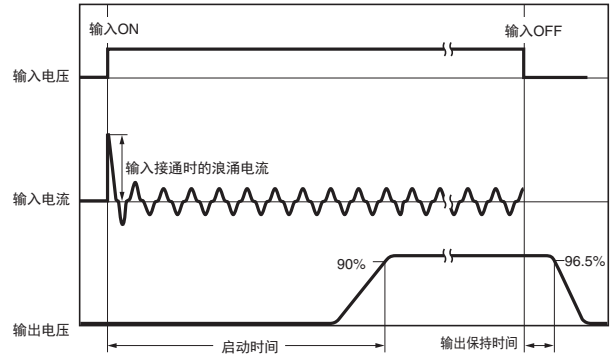 输入ON
输入OFF
输入电压
输入接通时的浪涌电流
输入电流
90%
96.5%
输出电压
启动时间
输出保持时间